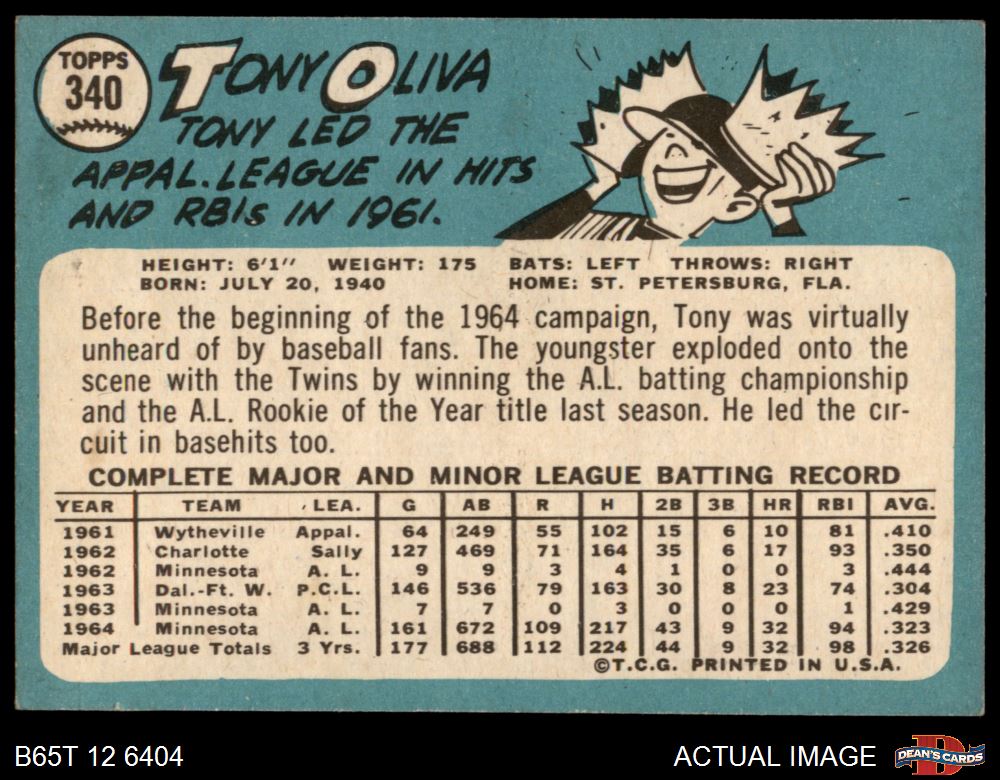 TOPPS
340
TONY OLIVA
TONY LED THE
APPAL. LEAGUE IN HITS
AND RBIs IN 1961.
HEIGHT: 6'1" WEIGHT: 175 BATS: LEFT THROWS: RIGHT
BORN: JULY 20, 1940 HOME: ST. PETERSBURG, FLA.
Before the beginning of the 1964 campaign, Tony was virtually
unheard of by baseball fans. The youngster exploded onto the
scene with the Twins by winning the A.L. batting championship
and the A.L. Rookie of the Year title last season. He led the cir-
cuit in basehits too.
COMPLETE MAJOR AND MINOR LEAGUE BATTING RECORD
YEAR TEAM LEA. G AB R H 2B 3B HR RBI AVG.
1961 Wytheville Appal. 64 249 55 102 15 6 10 81 .410
1962 Charlotte Sally 127 469 71 164 35 6 17 93 .350
1962 Minnesota A. L. 9 9 3 4 1 0 0 3 .444
1963 Dal.-Ft. W. P.C.L. 146 536 79 163 30 8 23 74 .304
1963 Minnesota A. L. 7 7 0 3 0 0 0 1 .429
1964 Minnesota A. L. 161 672 109 217 43 9 32 94 .323
Major League Totals 3 Yrs. 177 688 112 224 44 9 32 98 .326
©T.C.G. PRINTED IN U.S.A.
B65T 12 6404 ACTUAL IMAGE DEAN'S CARDS